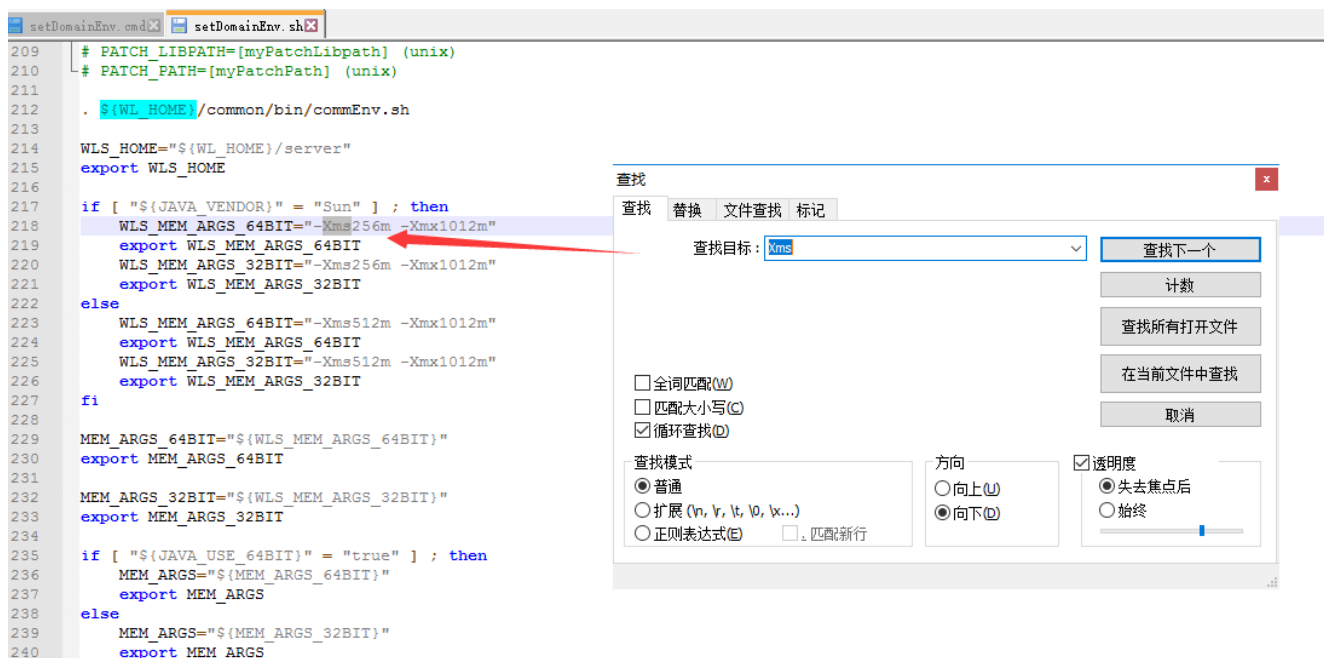 setDomainEnv.cmd setDomainEnv.sh
209 # PATCH_LIBPATH=[myPatchLibpath] (unix)
210 # PATCH_PATH=[myPatchPath] (unix)
211
212 . ${WL_HOME}/common/bin/commEnv.sh
213
214 WLS_HOME="${WL_HOME}/server"
215 export WLS_HOME
216
217 if [ "${JAVA_VENDOR}" = "Sun" ] ; then
218 WLS_MEM_ARGS_64BIT="-Xms256m -Xmx1012m"
219 export WLS_MEM_ARGS_64BIT
220 WLS_MEM_ARGS_32BIT="-Xms256m -Xmx1012m"
221 export WLS_MEM_ARGS_32BIT
222 else
223 WLS_MEM_ARGS_64BIT="-Xms512m -Xmx1012m"
224 export WLS_MEM_ARGS_64BIT
225 WLS_MEM_ARGS_32BIT="-Xms512m -Xmx1012m"
226 export WLS_MEM_ARGS_32BIT
227 fi
228
229 MEM_ARGS_64BIT="${WLS_MEM_ARGS_64BIT}"
230 export MEM_ARGS_64BIT
231
232 MEM_ARGS_32BIT="${WLS_MEM_ARGS_32BIT}"
233 export MEM_ARGS_32BIT
234
235 if [ "${JAVA_USE_64BIT}" = "true" ] ; then
236 MEM_ARGS="${MEM_ARGS_64BIT}"
237 export MEM_ARGS
238 else
239 MEM_ARGS="${MEM_ARGS_32BIT}"
240 export MEM_ARGS
查找
x
查找 替换 文件查找 标记
查找目标： Xms
查找下一个
计数
查找所有打开文件
在当前文件中查找
取消
全词匹配(W)
匹配大小写(C)
循环查找(D)
查找模式
普通
扩展 (\n, \r, \t, \0, \x...)
正则表达式(E) . 匹配新行
方向
向上(U)
向下(D)
透明度
失去焦点后
始终